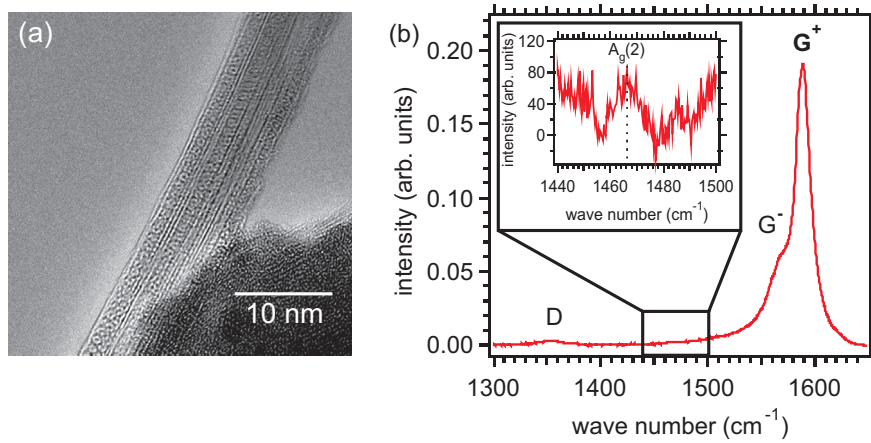 (a)
10 nm
(b)
intensity (arb. units)
0.20
0.15
0.10
0.05
0.00
1300
1400
1500
1600
wave number (cm⁻¹)
D
G⁻
G⁺
intensity (arb. units)
120
80
40
0
A_g(2)
1440
1460
1480
1500
wave number (cm⁻¹)